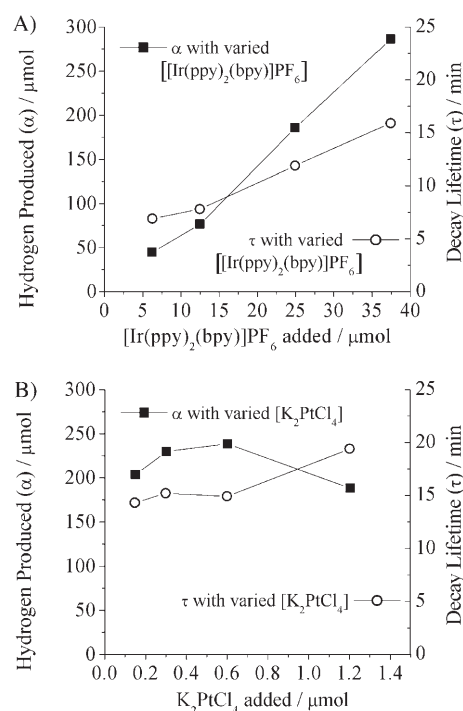 A)
α with varied
[[Ir(ppy)₂(bpy)]PF₆]
τ with varied
[[Ir(ppy)₂(bpy)]PF₆]
Hydrogen Produced (α) / μmol
Decay Lifetime (τ) / min
300
250
200
150
100
50
0
25
20
15
10
5
0
0 5 10 15 20 25 30 35 40
[Ir(ppy)₂(bpy)]PF₆ added / μmol
B)
α with varied [K₂PtCl₄]
τ with varied [K₂PtCl₄]
Hydrogen Produced (α) / μmol
Decay Lifetime (τ) / min
300
250
200
150
100
50
0
25
20
15
10
5
0
0.0 0.2 0.4 0.6 0.8 1.0 1.2 1.4
K₂PtCl₄ added / μmol